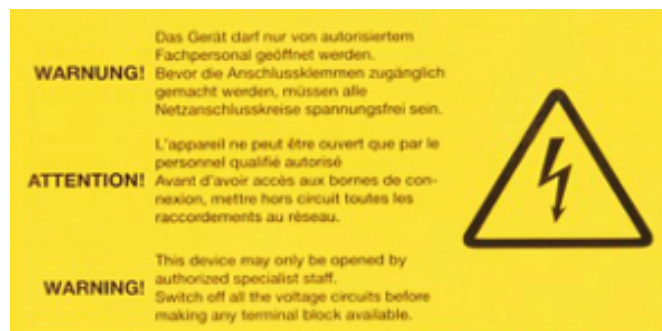 Das Gerät darf nur von autorisiertem
Fachpersonal geöffnet werden.
WARNUNG! Bevor die Anschlussklemmen zugänglich
gemacht werden, müssen alle
Netzanschlusskreise spannungsfrei sein.
L'appareil ne peut être ouvert que par le
personnel qualifié autorisé
ATTENTION! Avant d'avoir accès aux bornes de con-
nexion, mettre hors circuit toutes les
raccordements au rèseau.
This device may only be opened by
authorized specialist staff.
WARNING! Switch off all the voltage circuits before
making any terminal block available.